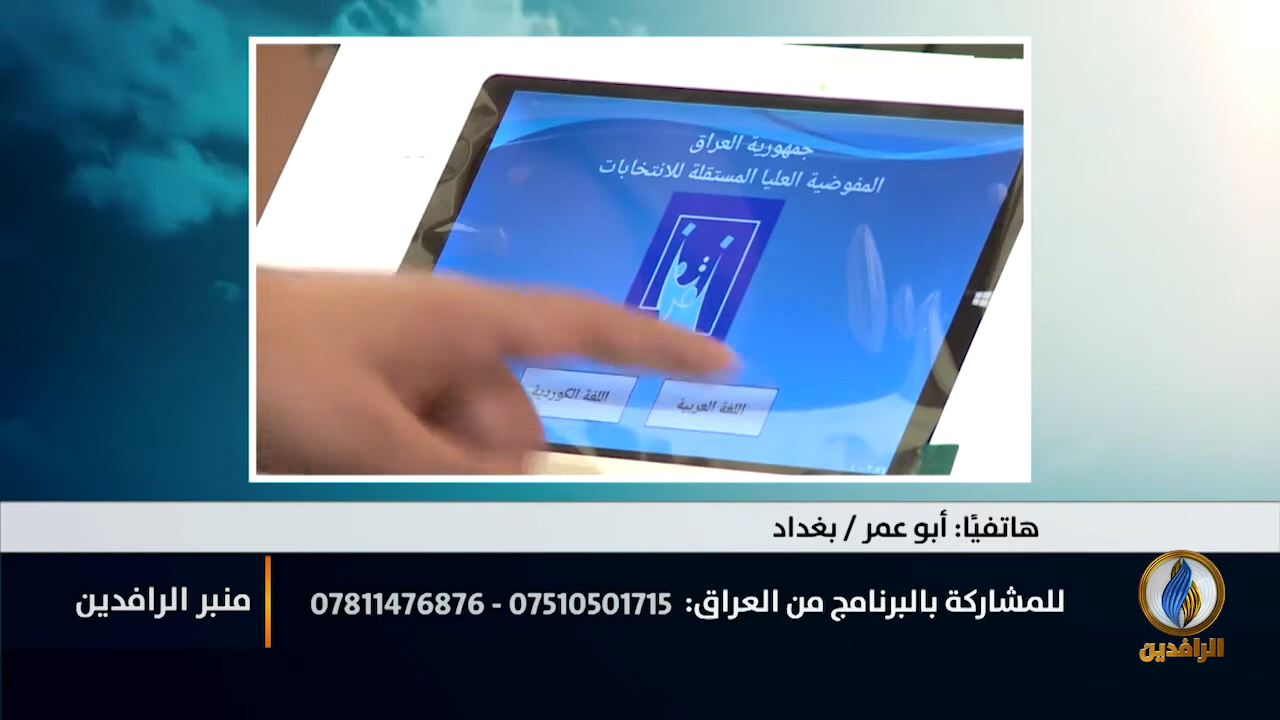 جمهورية العراق
المفوضية العليا المستقلة للانتخابات
اللغة العربية
اللغة الكوردية
هاتفيًا: أبو عمر / بغداد
للمشاركة بالبرنامج من العراق: 07510501715 - 07811476876
منبر الرافدين
الرافدين